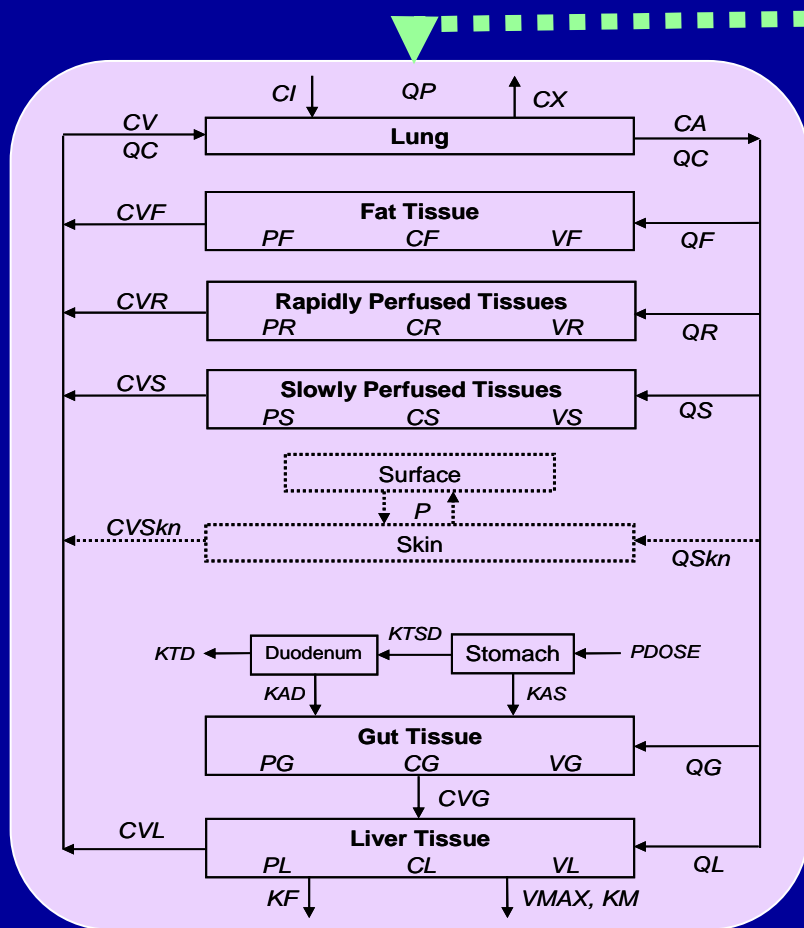 CI QP CX
CV Lung CA
QC QC
CVF Fat Tissue
PF CF VF QF
CVR Rapidly Perfused Tissues
PR CR VR QR
CVS Slowly Perfused Tissues
PS CS VS QS
Surface
P
CVSkn Skin QSkn
KTD Duodenum KTSD Stomach PDOSE
KAD KAS
Gut Tissue
PG CG VG QG
CVG
CVL Liver Tissue
PL CL VL QL
KF VMAX, KM